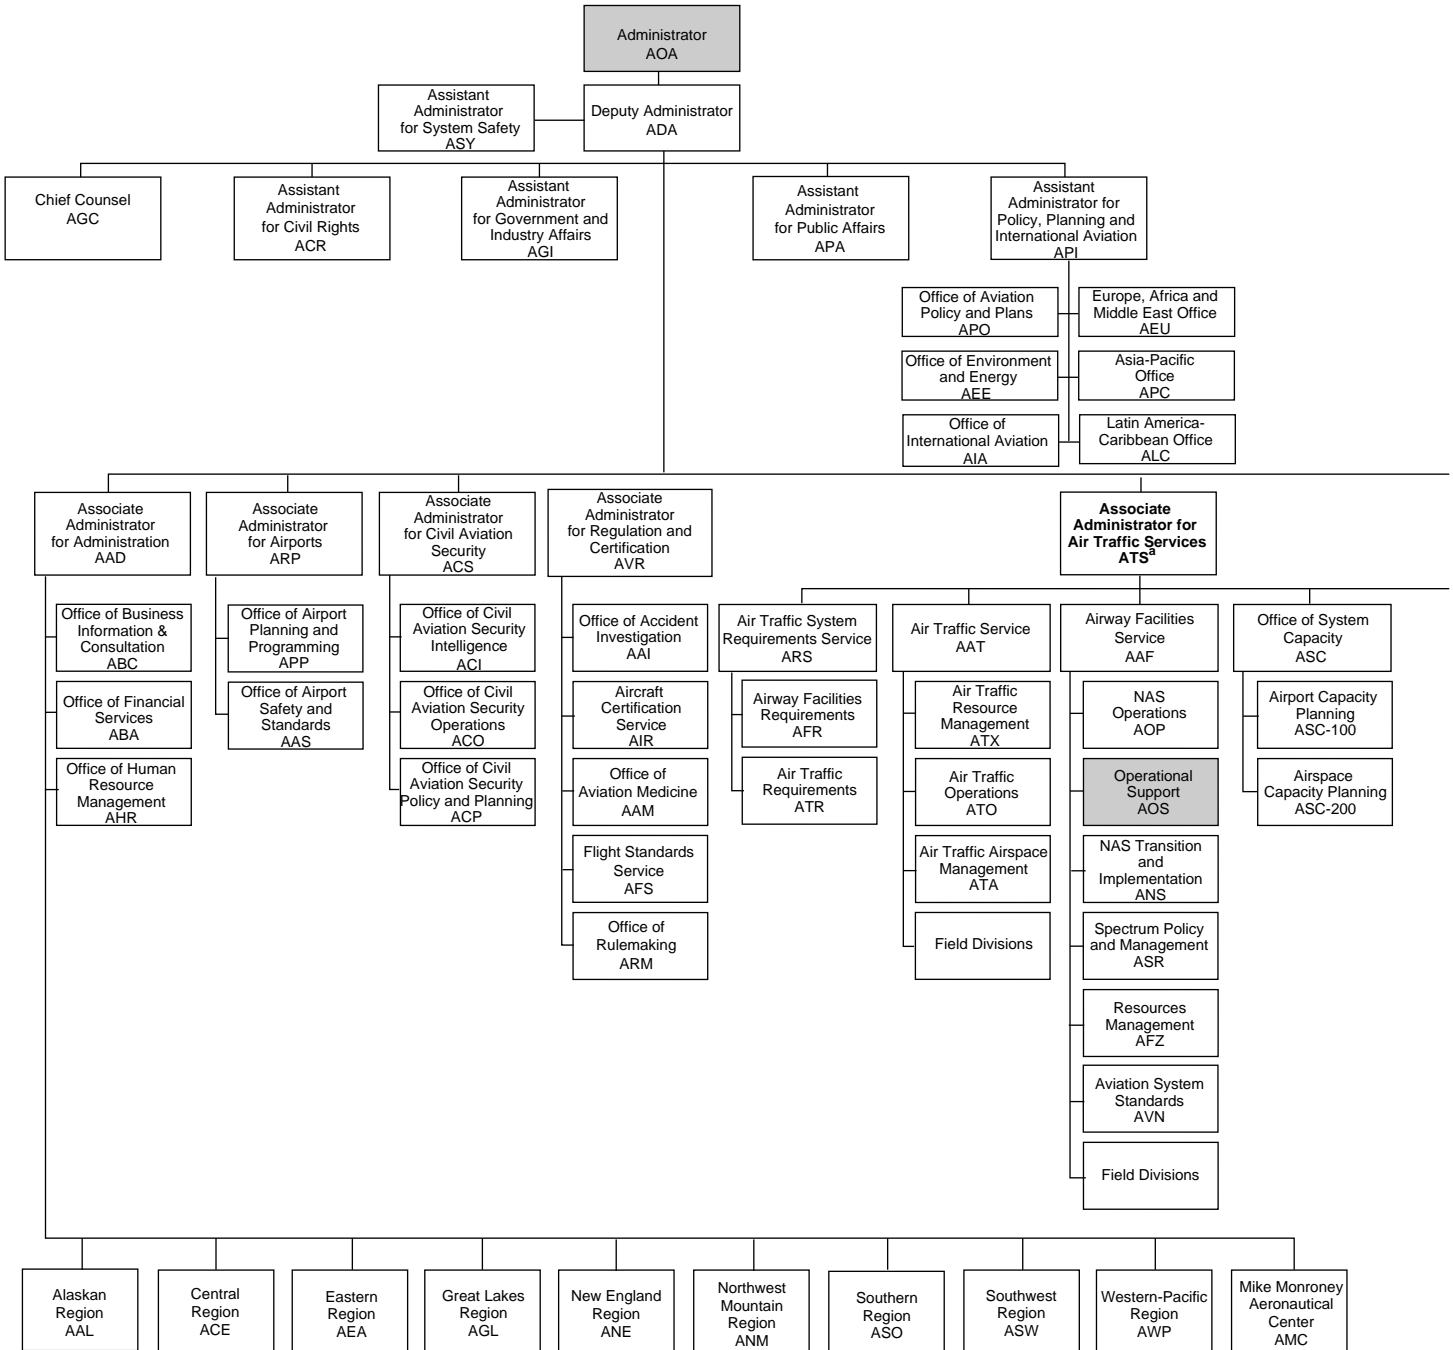 Administrator
AOA
Assistant
Administrator
for System Safety
ASY
Deputy Administrator
ADA
Chief Counsel
AGC
Assistant
Administrator
for Civil Rights
ACR
Assistant
Administrator
for Government and
Industry Affairs
AGI
Assistant
Administrator
for Public Affairs
APA
Assistant
Administrator for
Policy, Planning and
International Aviation
API
Office of Aviation
Policy and Plans
APO
Europe, Africa and
Middle East Office
AEU
Office of Environment
and Energy
AEE
Asia-Pacific
Office
APC
Office of
International Aviation
AIA
Latin America-
Caribbean Office
ALC
Associate
Administrator
for Administration
AAD
Associate
Administrator
for Airports
ARP
Associate
Administrator
for Civil Aviation
Security
ACS
Associate
Administrator
for Regulation and
Certification
AVR
Associate
Administrator for
Air Traffic Services
ATSa
Office of Business
Information &
Consultation
ABC
Office of Financial
Services
ABA
Office of Human
Resource
Management
AHR
Office of Airport
Planning and
Programming
APP
Office of Airport
Safety and
Standards
AAS
Office of Civil
Aviation Security
Intelligence
ACI
Office of Civil
Aviation Security
Operations
ACO
Office of Civil
Aviation Security
Policy and Planning
ACP
Office of Accident
Investigation
AAI
Aircraft
Certification
Service
AIR
Office of
Aviation Medicine
AAM
Flight Standards
Service
AFS
Office of
Rulemaking
ARM
Air Traffic System
Requirements Service
ARS
Airway Facilities
Requirements
AFR
Air Traffic
Requirements
ATR
Air Traffic Service
AAT
Air Traffic
Resource
Management
ATX
Air Traffic
Operations
ATO
Air Traffic Airspace
Management
ATA
Field Divisions
Airway Facilities
Service
AAF
NAS
Operations
AOP
Operational
Support
AOS
NAS Transition
and
Implementation
ANS
Spectrum Policy
and Management
ASR
Resources
Management
AFZ
Aviation System
Standards
AVN
Field Divisions
Office of System
Capacity
ASC
Airport Capacity
Planning
ASC-100
Airspace
Capacity Planning
ASC-200
Alaskan
Region
AAL
Central
Region
ACE
Eastern
Region
AEA
Great Lakes
Region
AGL
New England
Region
ANE
Northwest
Mountain
Region
ANM
Southern
Region
ASO
Southwest
Region
ASW
Western-Pacific
Region
AWP
Mike Monroney
Aeronautical
Center
AMC